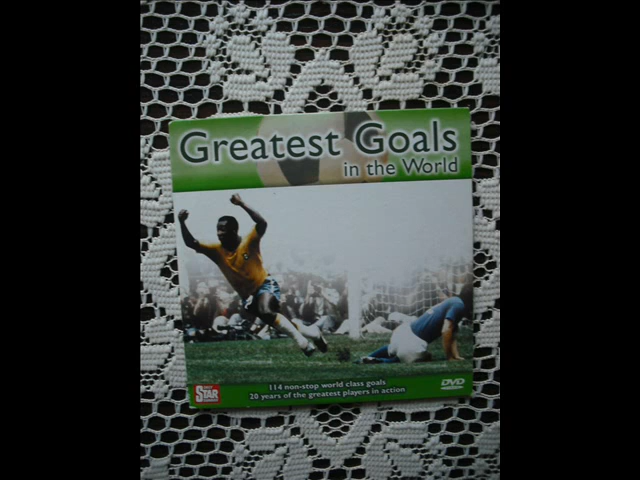 Greatest Goals
in the World
114 non-stop world class goals
20 years of the greatest players in action
STAR
DVD